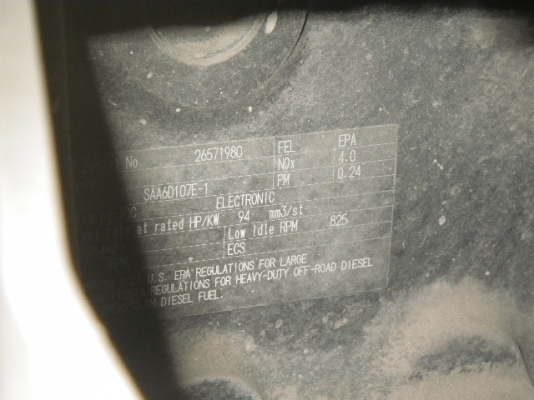 No. 26571980 FEL EPA
NOx 4.0
SAA6D107E-1 PM 0.24
ELECTRONIC
at rated HP/KW 94 mm3/st
Low Idle RPM 825
ECS
U.S. EPA REGULATIONS FOR LARGE
REGULATIONS FOR HEAVY-DUTY OFF-ROAD DIESEL
DIESEL FUEL.